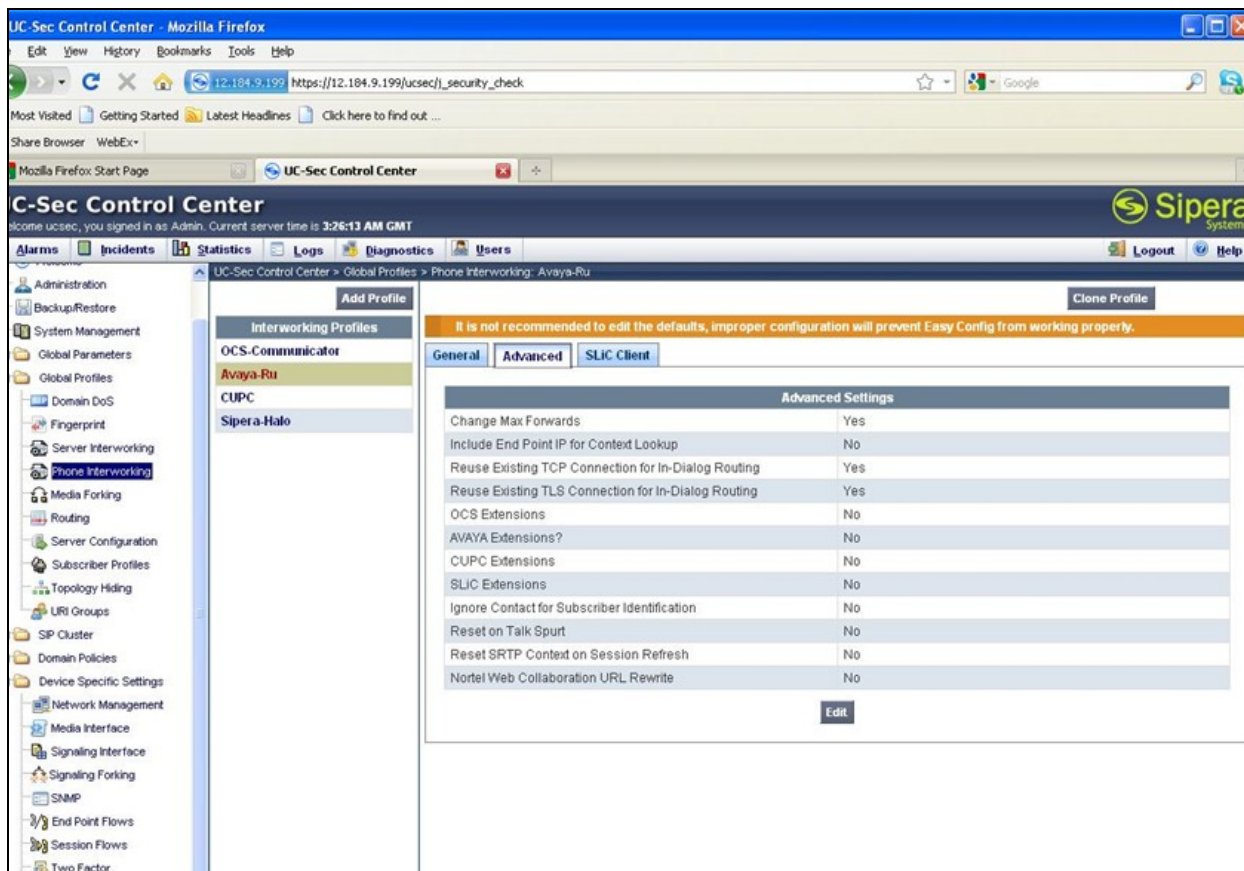 UC-Sec Control Center - Mozilla Firefox
Edit View History Bookmarks Tools Help
12.184.9.199 https://12.184.9.199/ucsec/j_security_check
Google
Most Visited Getting Started Latest Headlines Click here to find out ...
Share Browser WebEx
Mozilla Firefox Start Page UC-Sec Control Center
C-Sec Control Center
elcome ucsec, you signed in as Admin. Current server time is 3:26:13 AM GMT
Sipera
System
Alarms Incidents Statistics Logs Diagnostics Users Logout Help
Administration
Backup/Restore
System Management
Global Parameters
Global Profiles
Domain DoS
Fingerprint
Server Interworking
Phone Interworking
Media Forking
Routing
Server Configuration
Subscriber Profiles
Topology Hiding
URI Groups
SIP Cluster
Domain Policies
Device Specific Settings
Network Management
Media Interface
Signaling Interface
Signaling Forking
SNMP
End Point Flows
Session Flows
Two Factor
UC-Sec Control Center > Global Profiles > Phone Interworking: Avaya-Ru
Add Profile
Interworking Profiles
OCS-Communicator
Avaya-Ru
CUPC
Sipera-Halo
Clone Profile
It is not recommended to edit the defaults, improper configuration will prevent Easy Config from working properly.
General Advanced SLiC Client
Advanced Settings
Change Max Forwards Yes
Include End Point IP for Context Lookup No
Reuse Existing TCP Connection for In-Dialog Routing Yes
Reuse Existing TLS Connection for In-Dialog Routing Yes
OCS Extensions No
AVAYA Extensions? No
CUPC Extensions No
SLiC Extensions No
Ignore Contact for Subscriber Identification No
Reset on Talk Spurt No
Reset SRTP Context on Session Refresh No
Nortel Web Collaboration URL Rewrite No
Edit